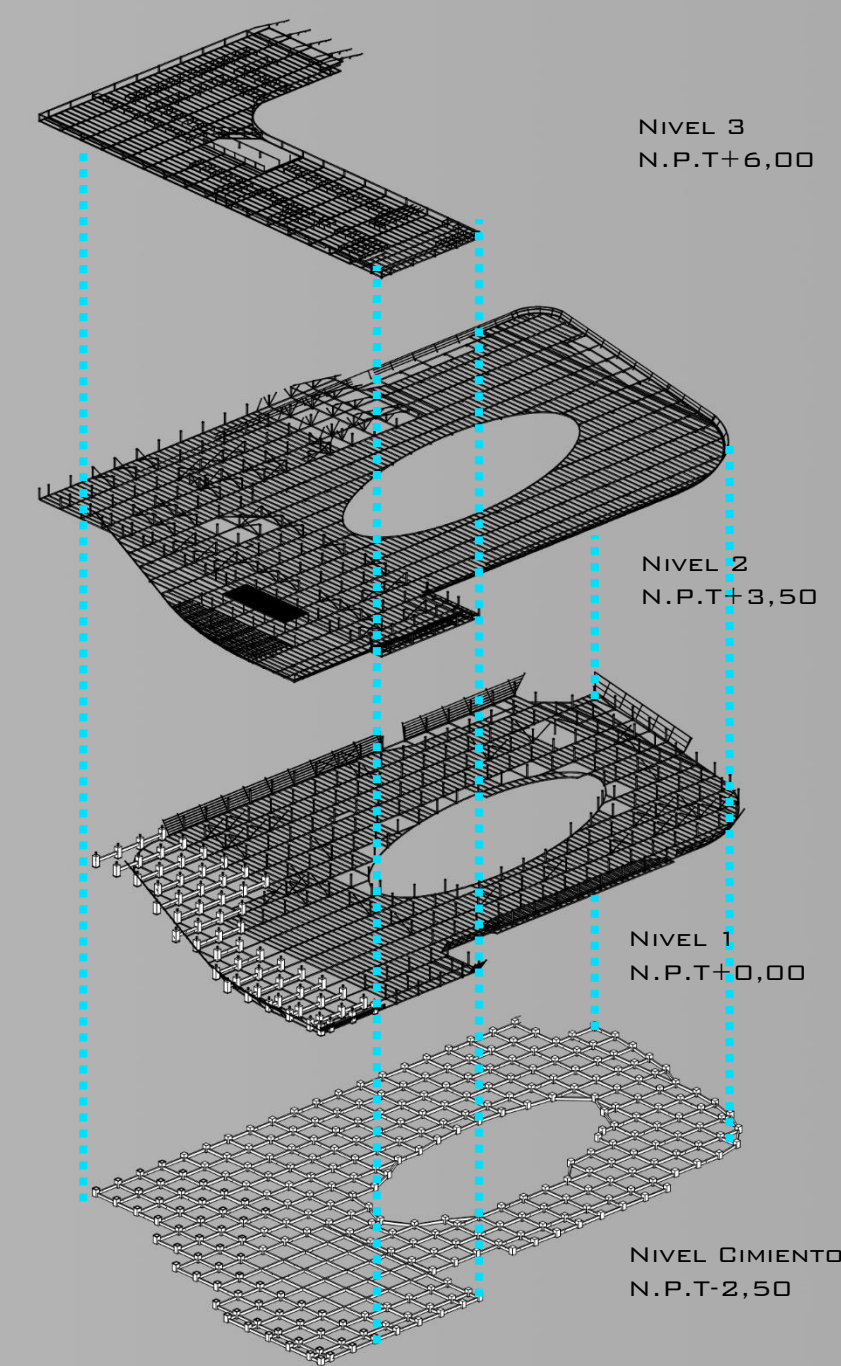 Nivel 3
N.P.T+6,00
Nivel 2
N.P.T+3,50
Nivel 1
N.P.T+0,00
Nivel Cimiento
N.P.T-2,50